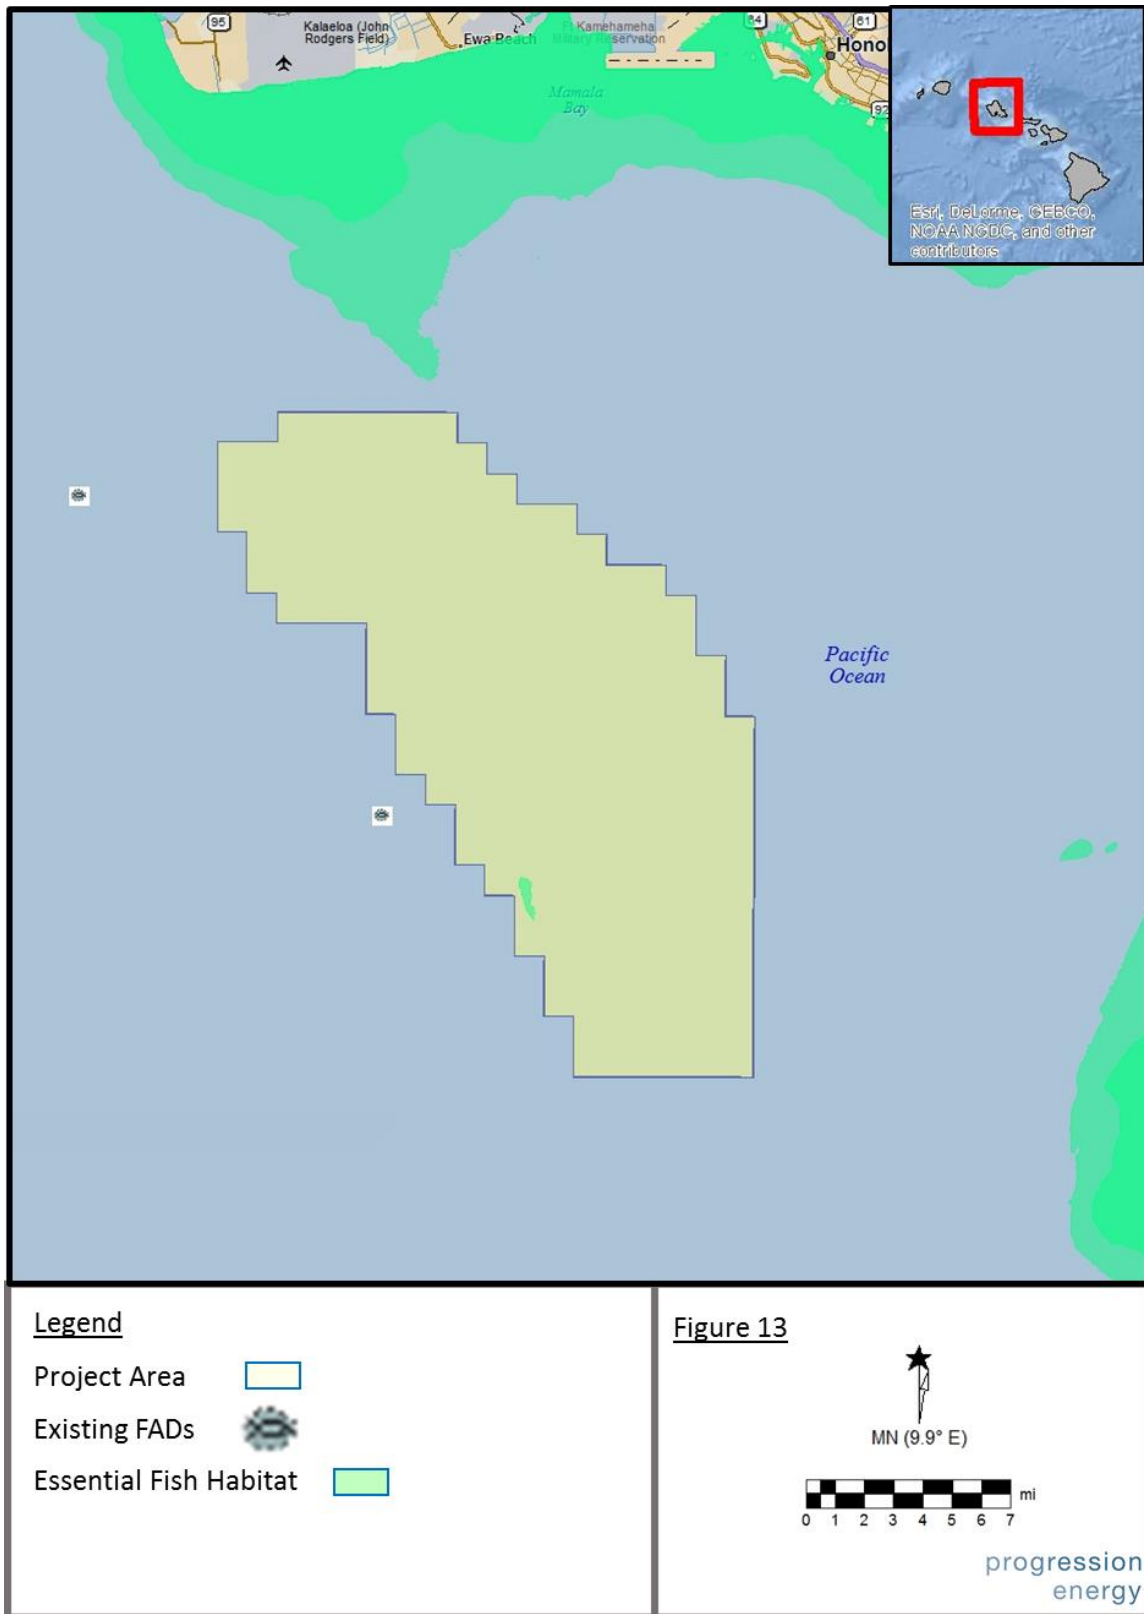 95
Kalaeloa (John
Rodgers Field)
Ewa Beach
Ft Kamehameha
Military Reservation
64
61
Hono
92
Mamala
Bay
Esri, DeLorme, GEBCO,
NOAA NGDC, and other
contributors
Pacific
Ocean
Legend
Project Area
Existing FADs
Essential Fish Habitat
Figure 13
MN (9.9° E)
mi
0 1 2 3 4 5 6 7
progression
energy